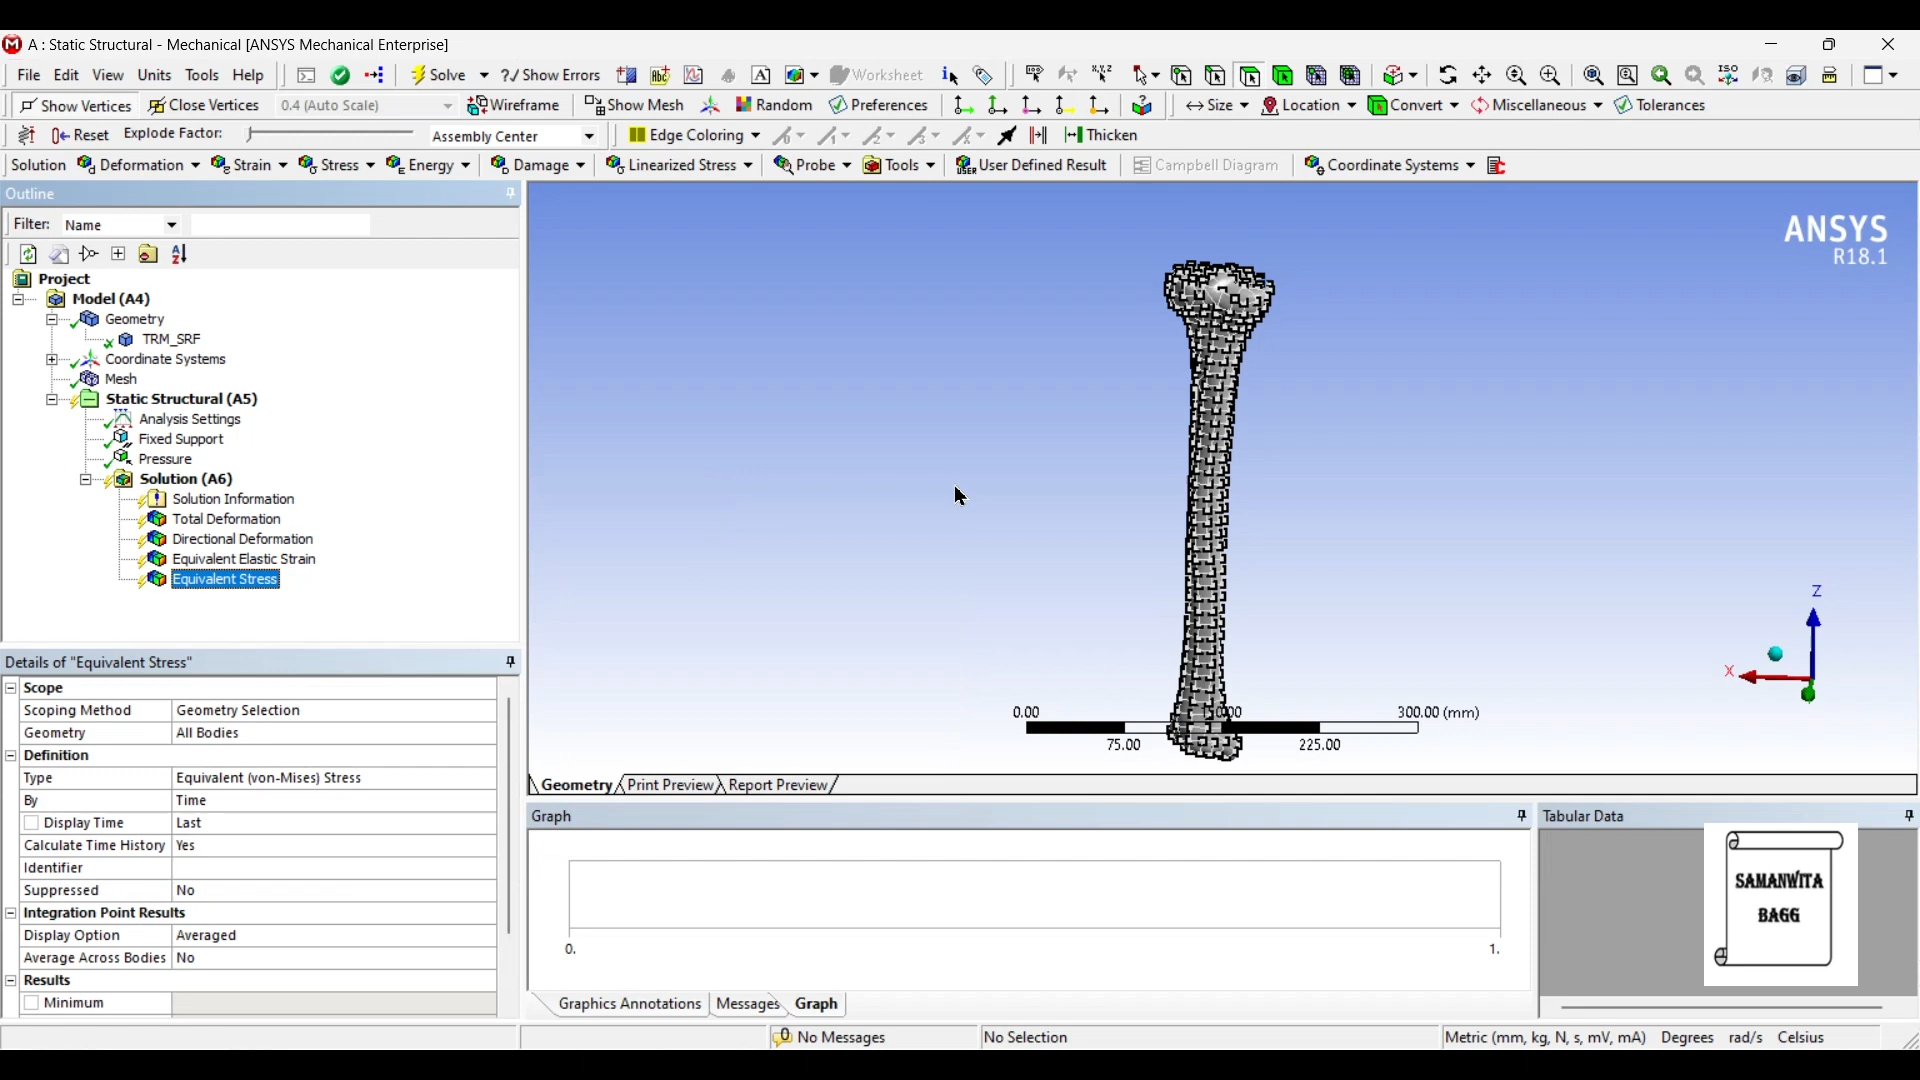 A : Static Structural - Mechanical [ANSYS Mechanical Enterprise]
File Edit View Units Tools Help Solve ?/ Show Errors Worksheet
Show Vertices Close Vertices 0.4 (Auto Scale) Wireframe Show Mesh Random Preferences Size Location Convert Miscellaneous Tolerances
Reset Explode Factor: Assembly Center Edge Coloring Thicken
Solution Deformation Strain Stress Energy Damage Linearized Stress Probe Tools User Defined Result Campbell Diagram Coordinate Systems
Outline
Filter: Name
Project
Model (A4)
Geometry
TRM_SRF
Coordinate Systems
Mesh
Static Structural (A5)
Analysis Settings
Fixed Support
Pressure
Solution (A6)
Solution Information
Total Deformation
Directional Deformation
Equivalent Elastic Strain
Equivalent Stress
Details of "Equivalent Stress"
Scope
Scoping Method Geometry Selection
Geometry All Bodies
Definition
Type Equivalent (von-Mises) Stress
By Time
Display Time Last
Calculate Time History Yes
Identifier
Suppressed No
Integration Point Results
Display Option Averaged
Average Across Bodies No
Results
Minimum
ANSYS
R18.1
Z
X
0.00 300.00 (mm)
75.00 225.00
Geometry Print Preview Report Preview
Graph
0. 1.
Graphics Annotations Messages Graph
Tabular Data
SAMANWITA
BAGG
No Messages No Selection Metric (mm, kg, N, s, mV, mA) Degrees rad/s Celsius